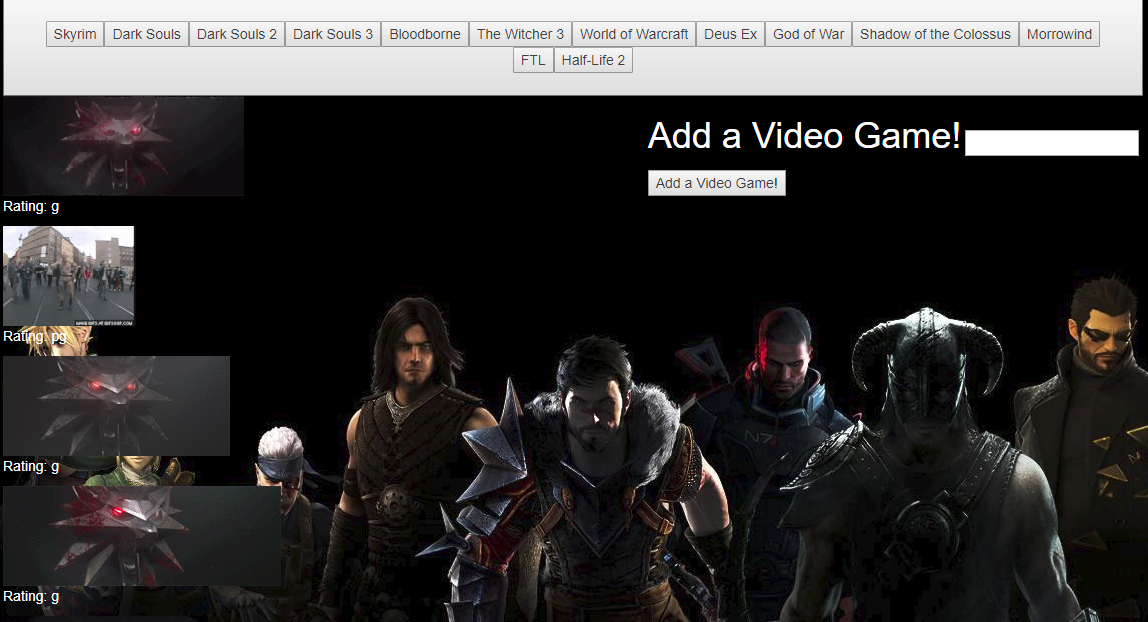 Skyrim Dark Souls Dark Souls 2 Dark Souls 3 Bloodborne The Witcher 3 World of Warcraft Deus Ex God of War Shadow of the Colossus Morrowind
FTL Half-Life 2
Add a Video Game!
Add a Video Game!
Rating: g
Rating: pg
Rating: g
Rating: g
N7